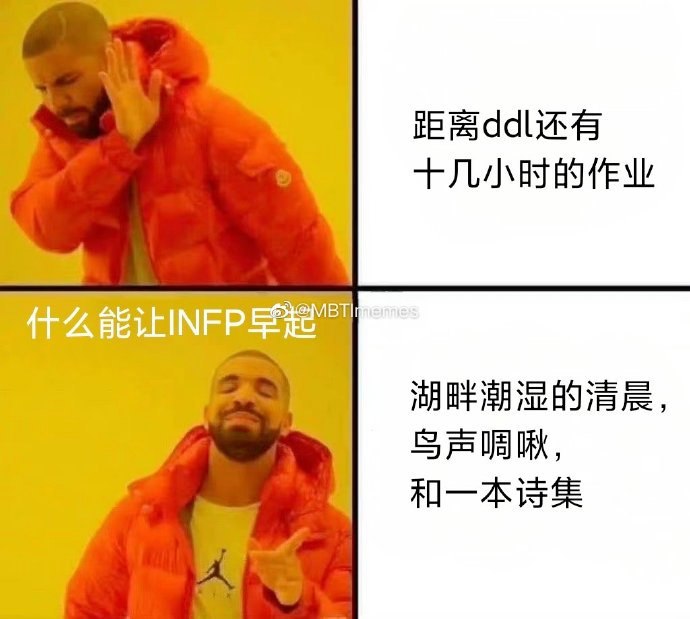 距离ddl还有
十几小时的作业
什么能让INFP早起
@MBTImemes
湖畔潮湿的清晨，
鸟声啁啾，
和一本诗集